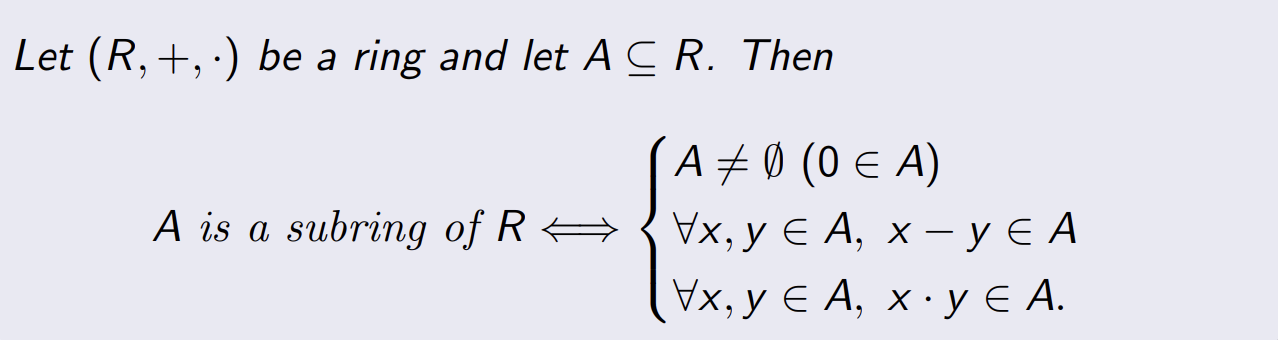 Let (R, +, ·) be a ring and let A ⊆ R. Then
A ≠ ∅ (0 ∈ A)
A is a subring of R ⟺ { ∀x, y ∈ A, x − y ∈ A
∀x, y ∈ A, x · y ∈ A.